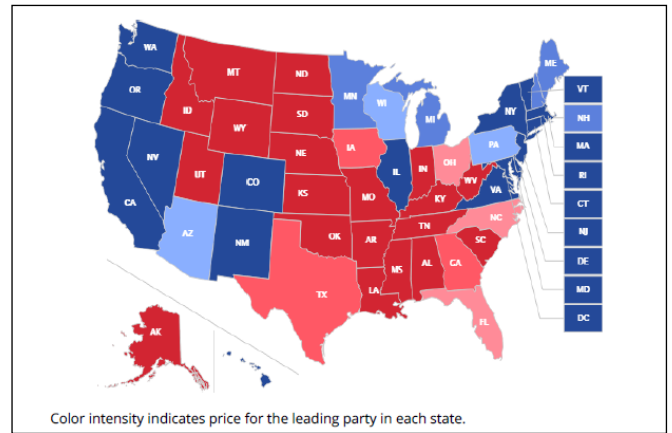 WA
MT
ND
ME
VT
OR
MN
ID
SD
WI
NY
NH
WY
MI
MA
IA
PA
NE
RI
NV
OH
IL
IN
UT
CO
WV
VA
CT
CA
KS
MO
KY
NJ
NC
TN
DE
OK
AZ
NM
AR
SC
MD
MS
AL
GA
DC
TX
LA
FL
AK
Color intensity indicates price for the leading party in each state.